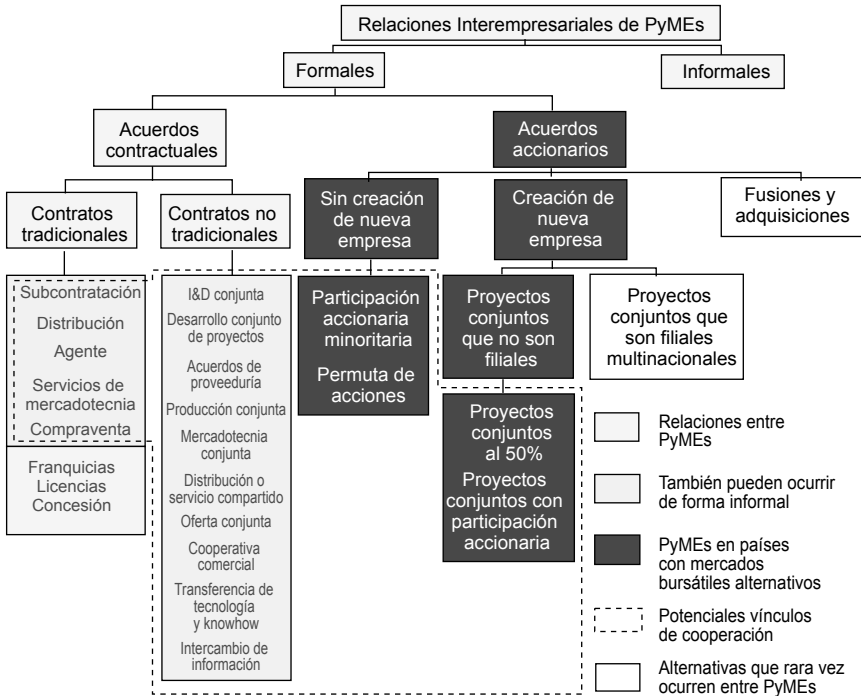 Relaciones Interempresariales de PyMEs
Formales
Informales
Acuerdos
contractuales
Acuerdos
accionarios
Contratos
tradicionales
Contratos no
tradicionales
Sin creación
de nueva
empresa
Creación de
nueva
empresa
Fusiones y
adquisiciones
Subcontratación
Distribución
Agente
Servicios de
mercadotecnia
Compraventa
Franquicias
Licencias
Concesión
I&D conjunta
Desarrollo conjunto
de proyectos
Acuerdos de
proveeduría
Producción conjunta
Mercadotecnia
conjunta
Distribución o
servicio compartido
Oferta conjunta
Cooperativa
comercial
Transferencia de
tecnología
y knowhow
Intercambio de
información
Participación
accionaria
minoritaria
Permuta de
acciones
Proyectos
conjuntos
que no son
filiales
Proyectos
conjuntos que
son filiales
multinacionales
Proyectos
conjuntos
al 50%
Proyectos
conjuntos con
participación
accionaria
Relaciones entre
PyMEs
También pueden ocurrir
de forma informal
PyMEs en países
con mercados
bursátiles alternativos
Potenciales vínculos
de cooperación
Alternativas que rara vez
ocurren entre PyMEs